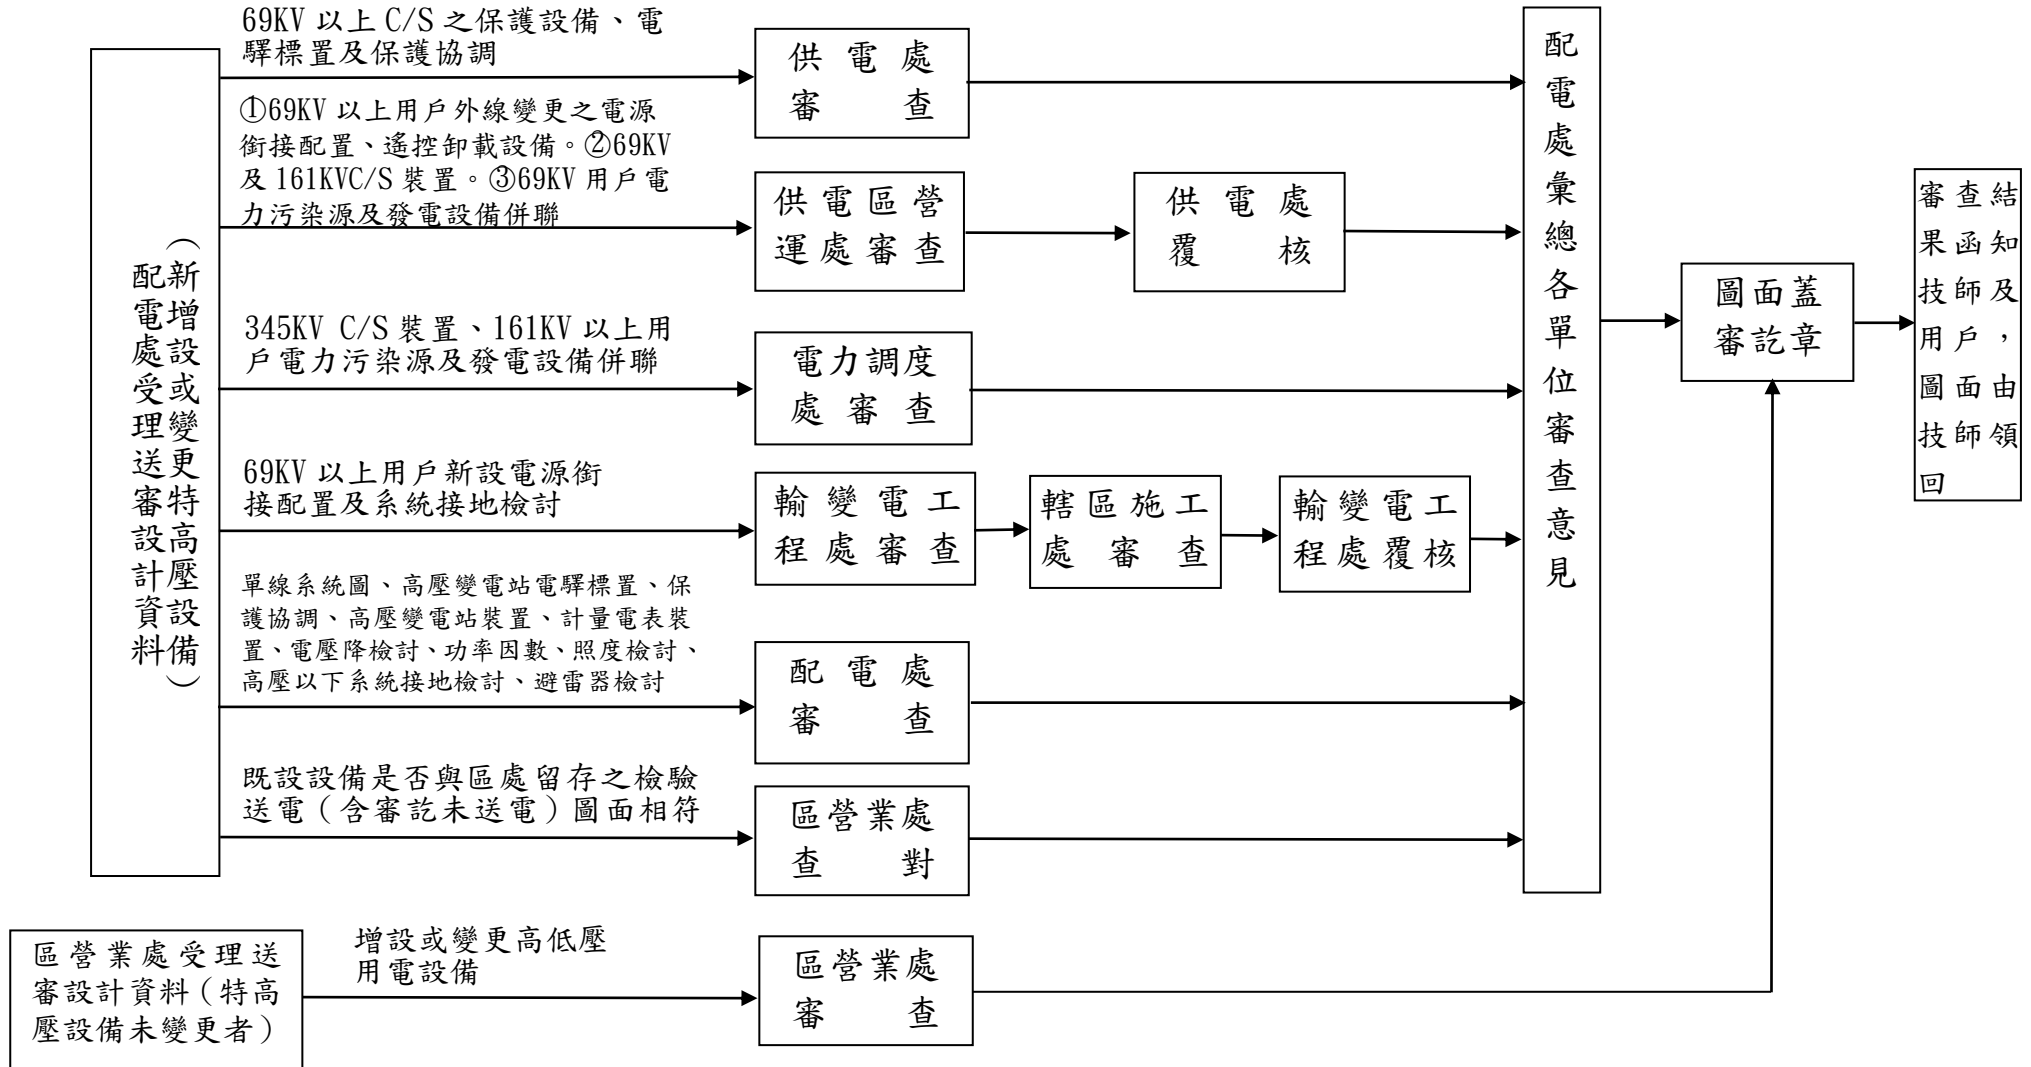 配電處受理送審設計資料
（新增設或變更特高壓設備）
69KV 以上 C/S 之保護設備、電
驛標置及保護協調
供電處
審查
①69KV 以上用戶外線變更之電源
銜接配置、遙控卸載設備。②69KV
及 161KVC/S 裝置。③69KV 用戶電
力污染源及發電設備併聯
供電區營
運處審查
供電處
覆核
345KV C/S 裝置、161KV 以上用
戶電力污染源及發電設備併聯
電力調度
處審查
69KV 以上用戶新設電源銜
接配置及系統接地檢討
輸變電工
程處審查
轄區施工
處審查
輸變電工
程處覆核
單線系統圖、高壓變電站電驛標置、保
護協調、高壓變電站裝置、計量電表裝
置、電壓降檢討、功率因數、照度檢討、
高壓以下系統接地檢討、避雷器檢討
配電處
審查
既設設備是否與區處留存之檢驗
送電（含審訖未送電）圖面相符
區營業處
查對
配電處彙總各單位審查意見
圖面蓋
審訖章
審查結
果函知
技師及
用戶，
圖面由
技師領
回
區營業處受理送
審設計資料（特高
壓設備未變更者）
增設或變更高低壓
用電設備
區營業處
審查